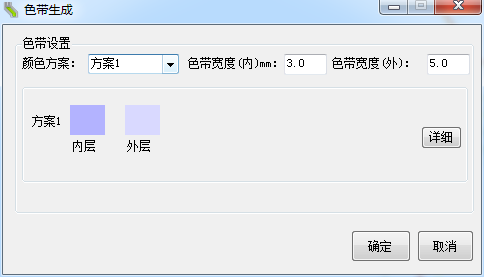 色带生成
色带设置
颜色方案: 方案1 色带宽度(内)mm: 3.0 色带宽度(外): 5.0
方案1 详细
内层 外层
确定 取消